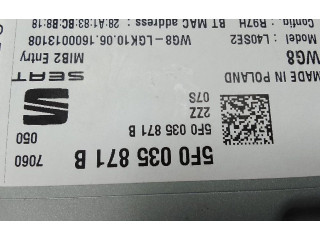 5F0 035 871 B 7060
5F0 035 871 B 050
2ZZ
07S
SEAT
MADE IN POLAND
WG8 MIB2 Entry
Model: L40SE2 WG8-LGK10.06.1600013108
Config.: R97H BT MAC address: 28:A1:83:BC:88:18